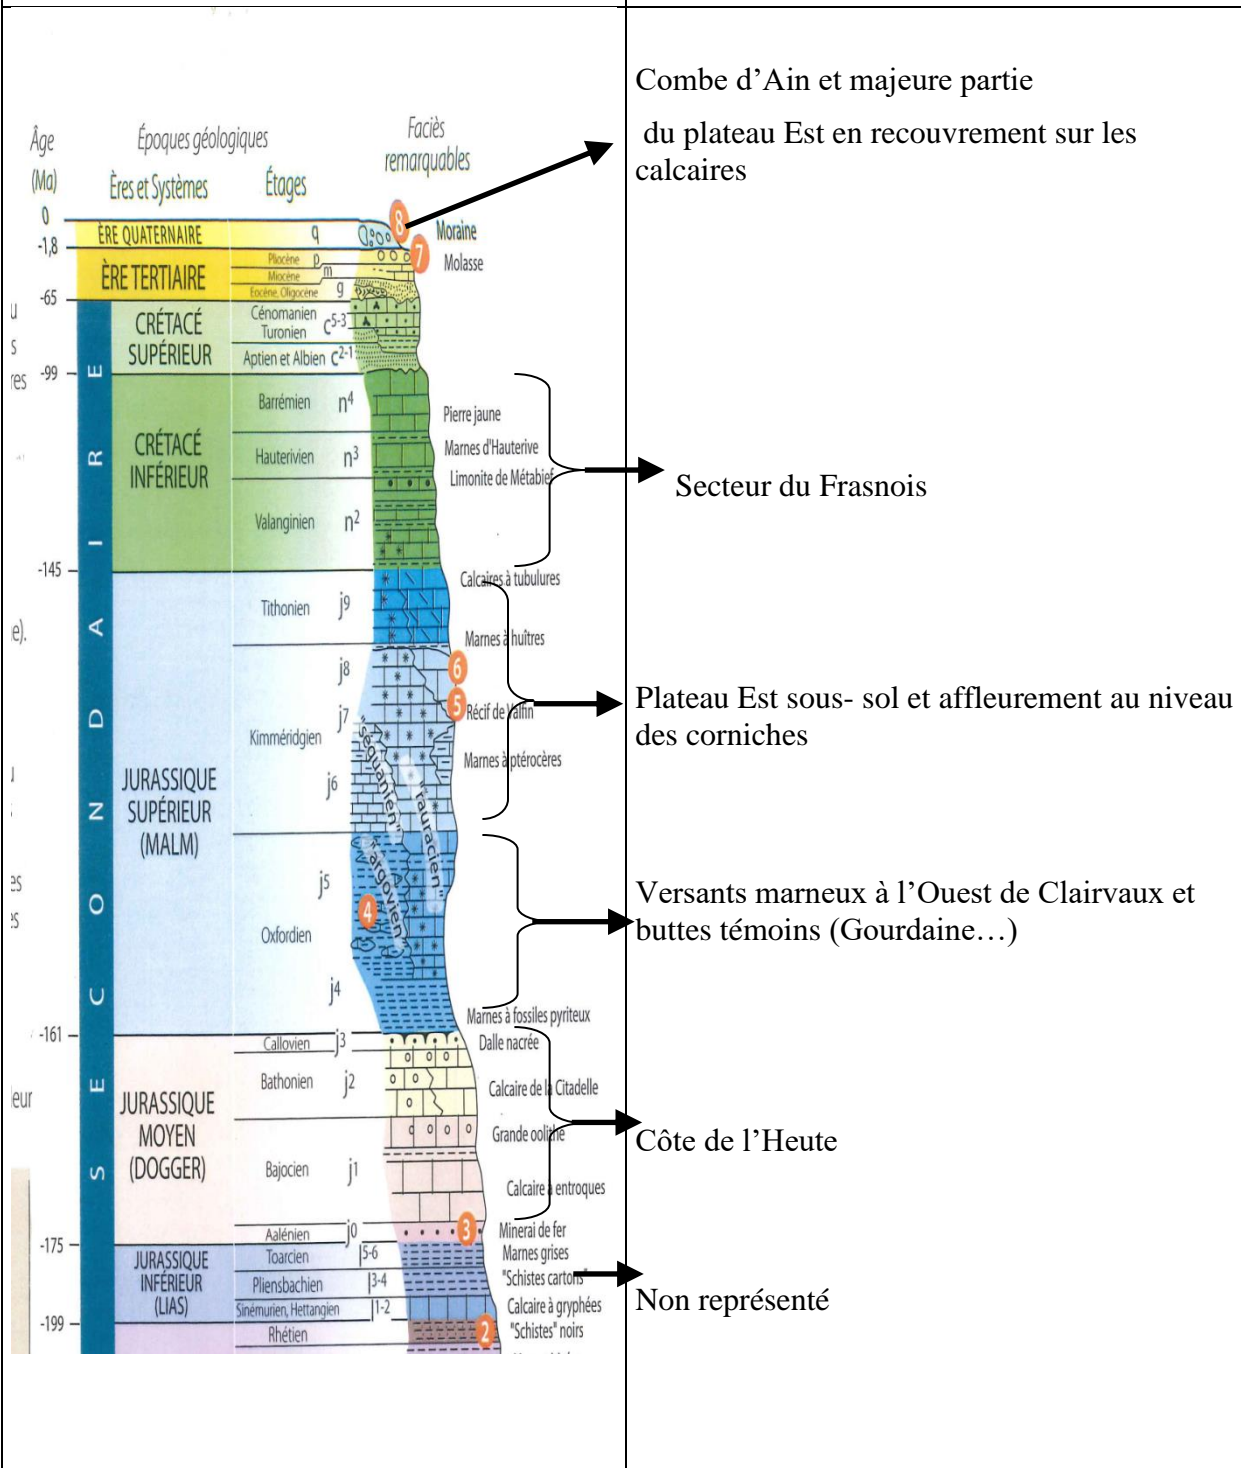 Combe d'Ain et majeure partie
du plateau Est en recouvrement sur les
calcaires
Âge
(Ma)
Époques géologiques
Ères et Systèmes
Étages
Faciès
remarquables
0
ÈRE QUATERNAIRE
q
8
Moraine
-1,8
7
Molasse
ÈRE TERTIAIRE
Pliocène p
Miocène m
Eocène, Oligocène g
-65
CRÉTACÉ
SUPÉRIEUR
Cénomanien
Turonien
c5-3
Aptien et Albien c2-1
-99
CRÉTACÉ
INFÉRIEUR
Barrémien n4
Pierre jaune
Marnes d'Hauterive
Hauterivien n3
Limonite de Métabief
Secteur du Frasnois
Valanginien n2
-145
Calcaires à tubulures
Tithonien j9
Marnes à huîtres
j8
6
5
Récif de Valfin
j7
Kimméridgien
Marnes à ptérocères
j6
"séquanien"
"rauracien"
Plateau Est sous- sol et affleurement au niveau
des corniches
JURASSIQUE
SUPÉRIEUR
(MALM)
"argovien"
j5
4
Oxfordien
j4
Versants marneux à l'Ouest de Clairvaux et
buttes témoins (Gourdaine…)
Marnes à fossiles pyriteux
-161
Callovien j3
Dalle nacrée
Bathonien j2
Calcaire de la Citadelle
JURASSIQUE
MOYEN
(DOGGER)
Grande oolithe
Côte de l'Heute
Bajocien j1
Calcaire à entroques
Aalénien j0
3
Minerai de fer
-175
JURASSIQUE
INFÉRIEUR
(LIAS)
Toarcien l5-6
Marnes grises
Pliensbachien l3-4
"Schistes cartons"
Sinémurien, Hettangien l1-2
Calcaire à gryphées
Non représenté
-199
Rhétien
2
"Schistes" noirs
SECONDAIRE
u
s
res
e).
es
es
eur